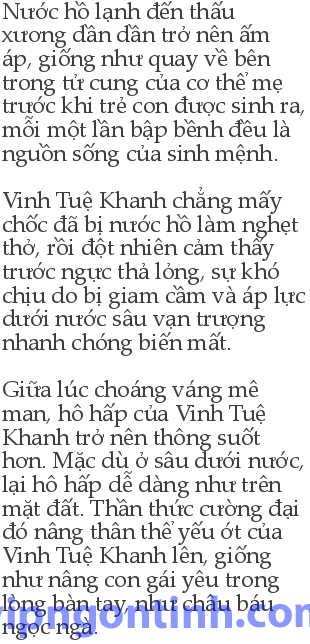 Nước hồ lạnh đến thấu
xương dần dần trở nên ấm
áp, giống như quay về bên
trong tử cung của cơ thể mẹ
trước khi trẻ con được sinh ra,
mỗi một lần bập bềnh đều là
nguồn sống của sinh mệnh.

Vinh Tuệ Khanh chẳng mấy
chốc đã bị nước hồ làm nghẹt
thở, rồi đột nhiên cảm thấy
trước ngực thả lỏng, sự khó
chịu do bị giam cầm và áp lực
dưới nước sâu vạn trượng
nhanh chóng biến mất.

Giữa lúc choáng váng mê
man, hô hấp của Vinh Tuệ
Khanh trở nên thông suốt
hơn. Mặc dù ở sâu dưới nước,
lại hô hấp dễ dàng như trên
mặt đất. Thần thức cường đại
đó nâng thân thể yếu ớt của
Vinh Tuệ Khanh lên, giống
như nâng con gái yêu trong
lòng bàn tay, như châu báu
ngọc ngà.
vipngontinh.com